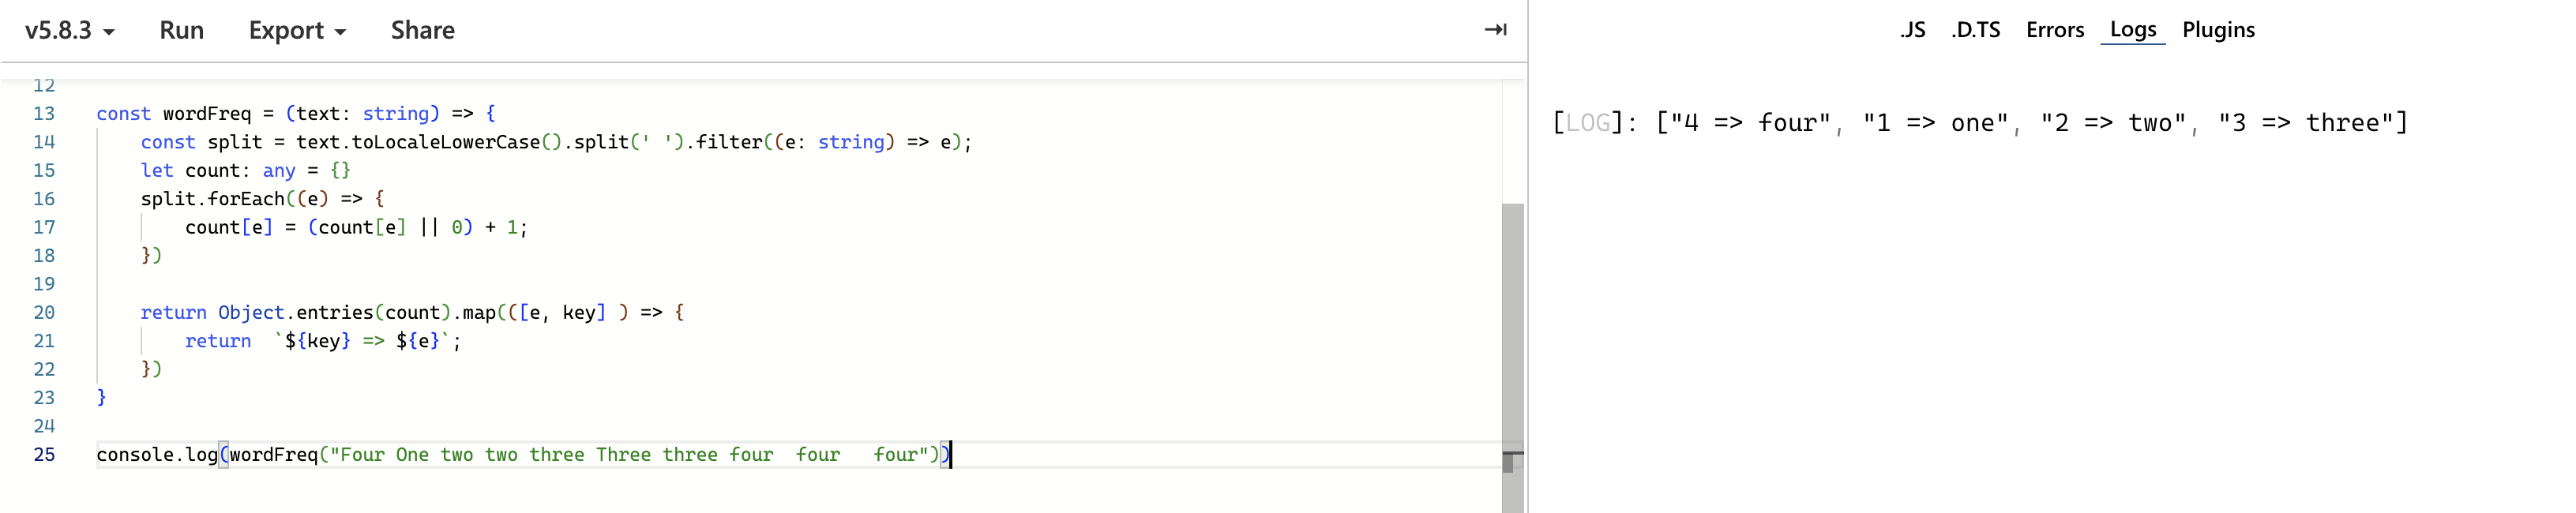 v5.8.3 Run Export Share
.JS .D.TS Errors Logs Plugins
12
13 const wordFreq = (text: string) => {
14 const split = text.toLocaleLowerCase().split(' ').filter((e: string) => e);
15 let count: any = {}
16 split.forEach((e) => {
17 count[e] = (count[e] || 0) + 1;
18 })
19
20 return Object.entries(count).map(([e, key] ) => {
21 return  `${key} => ${e}`;
22 })
23 }
24
25 console.log(wordFreq("Four One two two three Three three four  four   four"))
[LOG]: ["4 => four", "1 => one", "2 => two", "3 => three"]